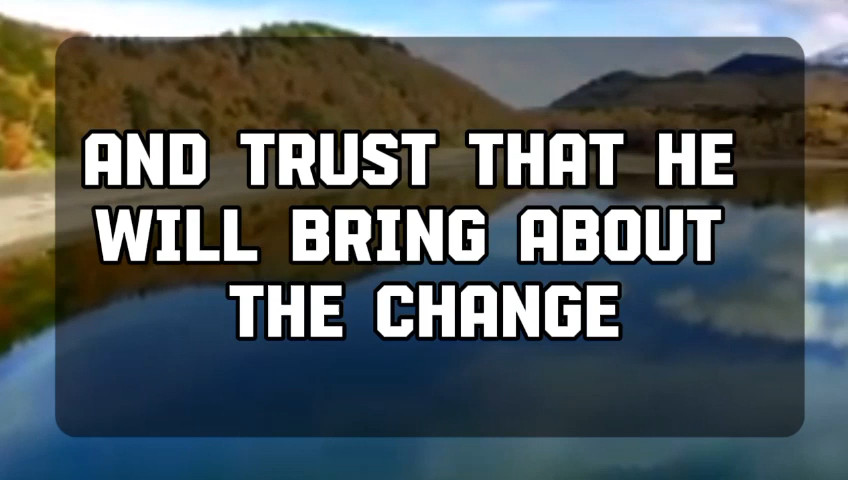 AND TRUST THAT HE
WILL BRING ABOUT
THE CHANGE